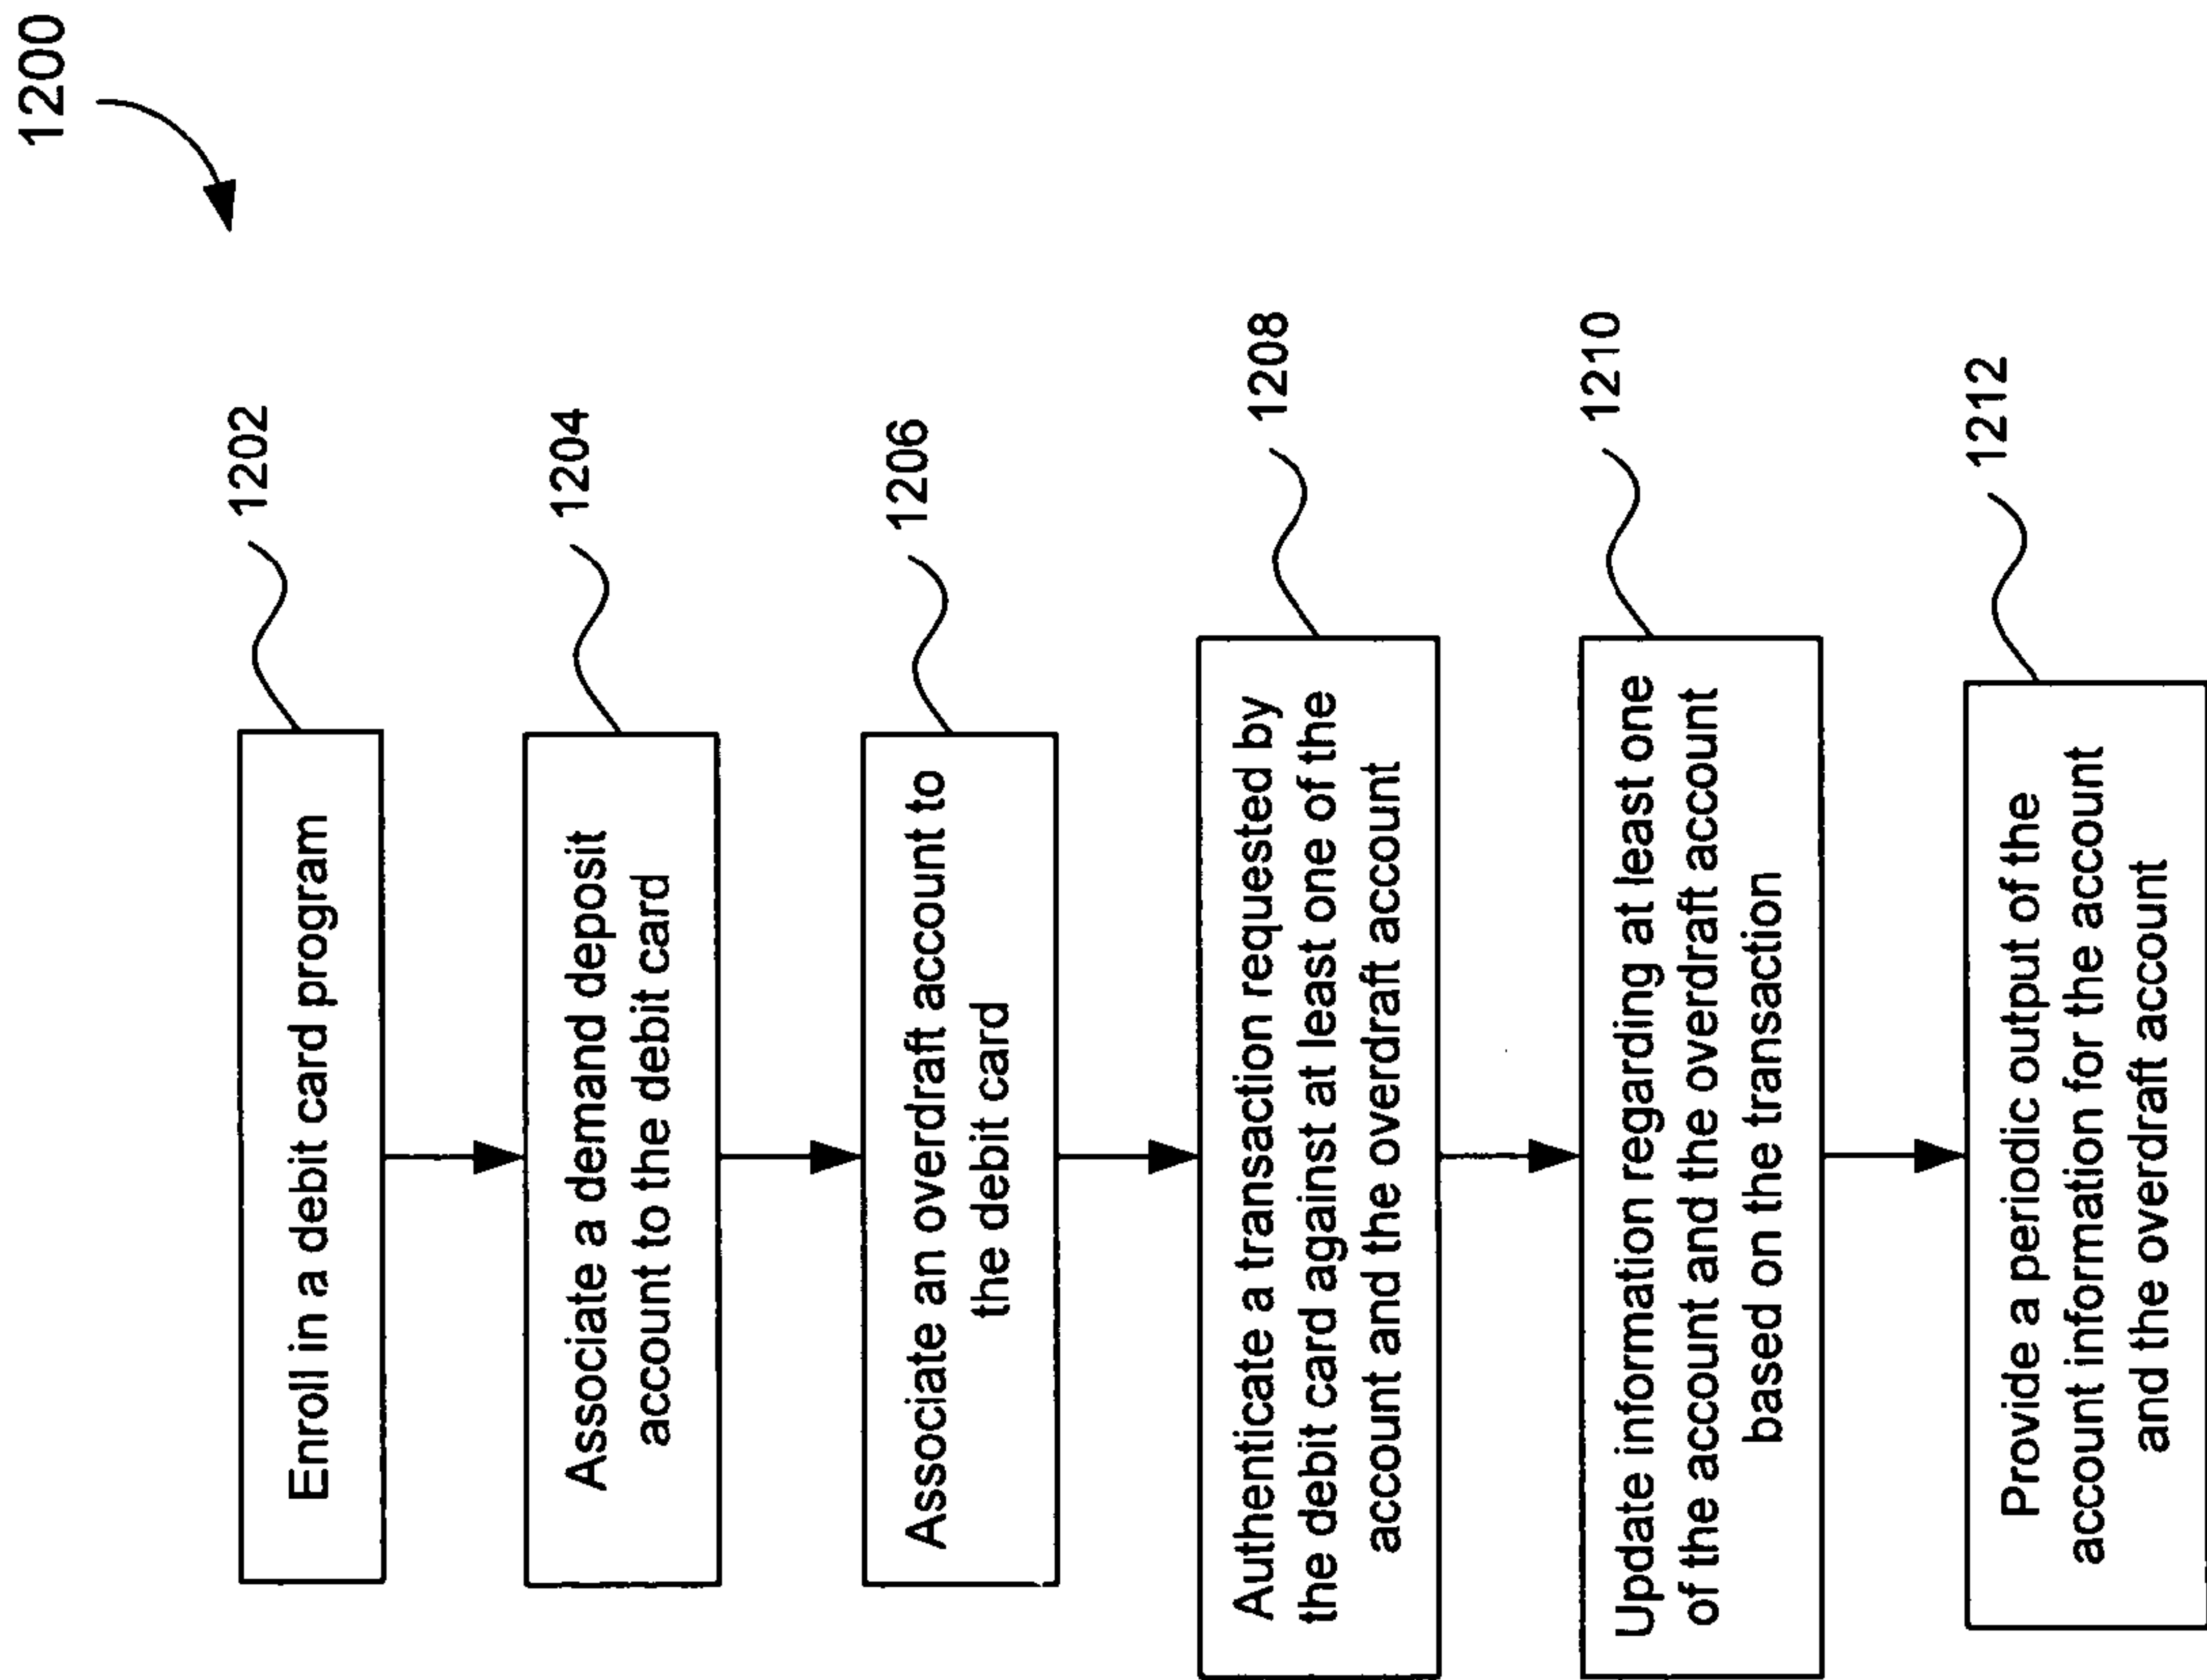 1200
Enroll in a debit card program
1202
Associate a demand deposit
account to the debit card
1204
Associate an overdraft account to
the debit card
1206
Authenticate a transaction requested by
the debit card against at least one of the
account and the overdraft account
1208
Update information regarding at least one
of the account and the overdraft account
based on the transaction
1210
Provide a periodic output of the
account information for the account
and the overdraft account
1212